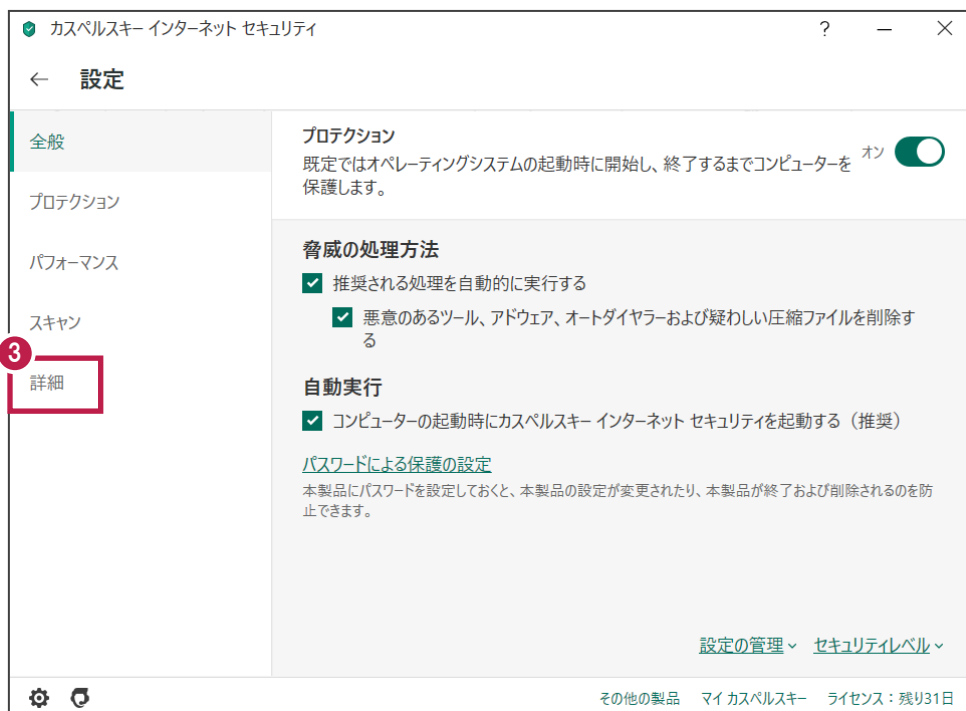 カスペルスキー インターネット セキュリティ
?
← 設定
全般
プロテクション
パフォーマンス
スキャン
3
詳細
プロテクション
既定ではオペレーティングシステムの起動時に開始し、終了するまでコンピューターを
保護します。
オン
脅威の処理方法
推奨される処理を自動的に実行する
悪意のあるツール、アドウェア、オートダイヤラーおよび疑わしい圧縮ファイルを削除す
る
自動実行
コンピューターの起動時にカスペルスキー インターネット セキュリティを起動する（推奨）
パスワードによる保護の設定
本製品にパスワードを設定しておくと、本製品の設定が変更されたり、本製品が終了および削除されるのを防
止できます。
設定の管理 セキュリティレベル
その他の製品 マイ カスペルスキー ライセンス：残り31日